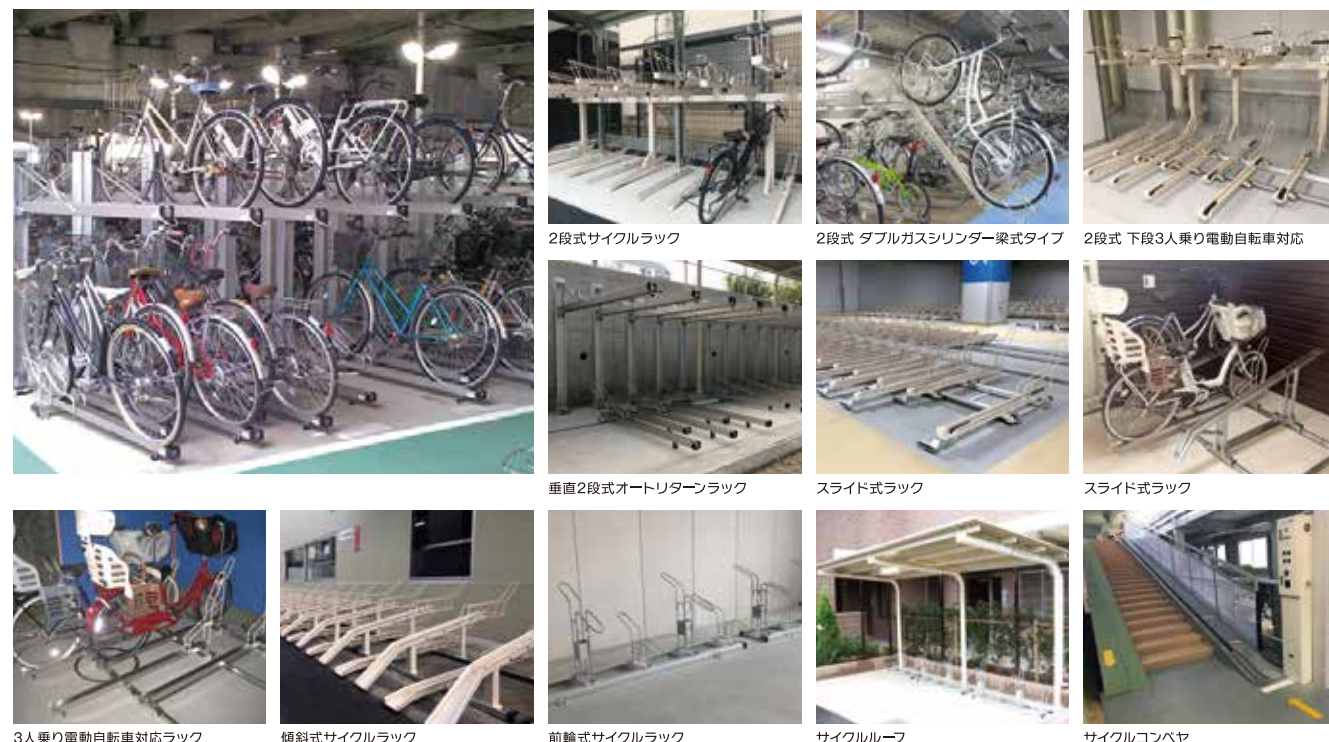 2段式サイクルラック
2段式 ダブルガスシリンダー梁式タイプ
2段式 下段3人乗り電動自転車対応
垂直2段式オートリターンラック
スライド式ラック
スライド式ラック
3人乗り電動自転車対応ラック
傾斜式サイクルラック
前輪式サイクルラック
サイクルルーフ
サイクルコンベヤ